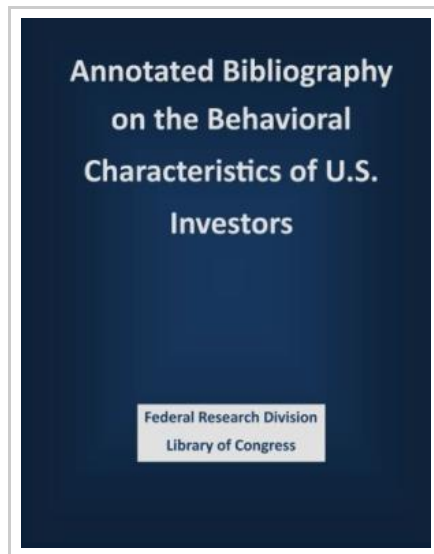 Annotated Bibliography
on the Behavioral
Characteristics of U.S.
Investors
Federal Research Division
Library of Congress